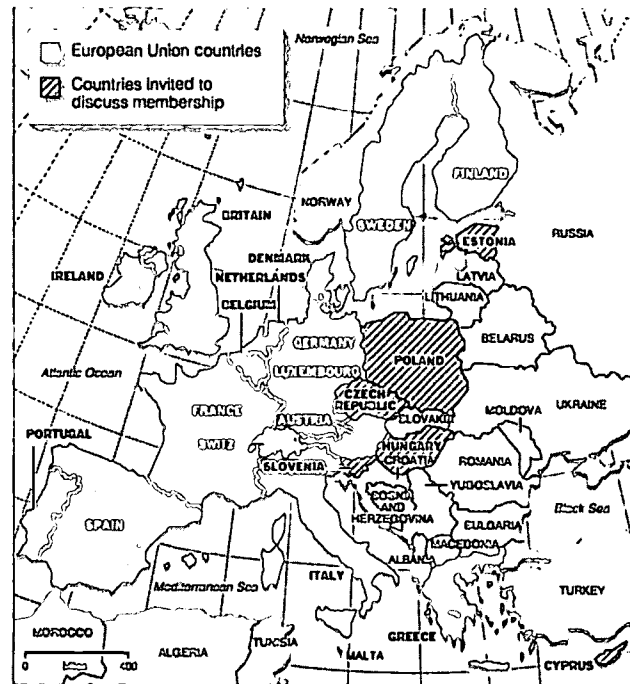 Norwegian Sea
European Union countries
Countries Invited to
discuss membership
FINLAND
NORWAY
BRITAIN
SWEDEN
ESTONIA
RUSSIA
DENMARK
IRELAND
NETHERLANDS
LATVIA
BELGIUM
LITHUANIA
GERMANY
BELARUS
POLAND
Atlantic Ocean
LUXEMBOURG
CZECH
REPUBLIC
FRANCE
UKRAINE
AUSTRIA
SLOVAKIA
MOLDOVA
PORTUGAL
SWITZ
HUNGARY
CROATIA
SLOVENIA
ROMANIA
YUGOSLAVIA
SPAIN
BOSNIA
AND
HERZEGOVINA
Black Sea
BULGARIA
MACEDONIA
Mediterranean Sea
ITALY
ALBANIA
TURKEY
MOROCCO
GREECE
ALGERIA
TUNISIA
MALTA
CYPRUS
0
400